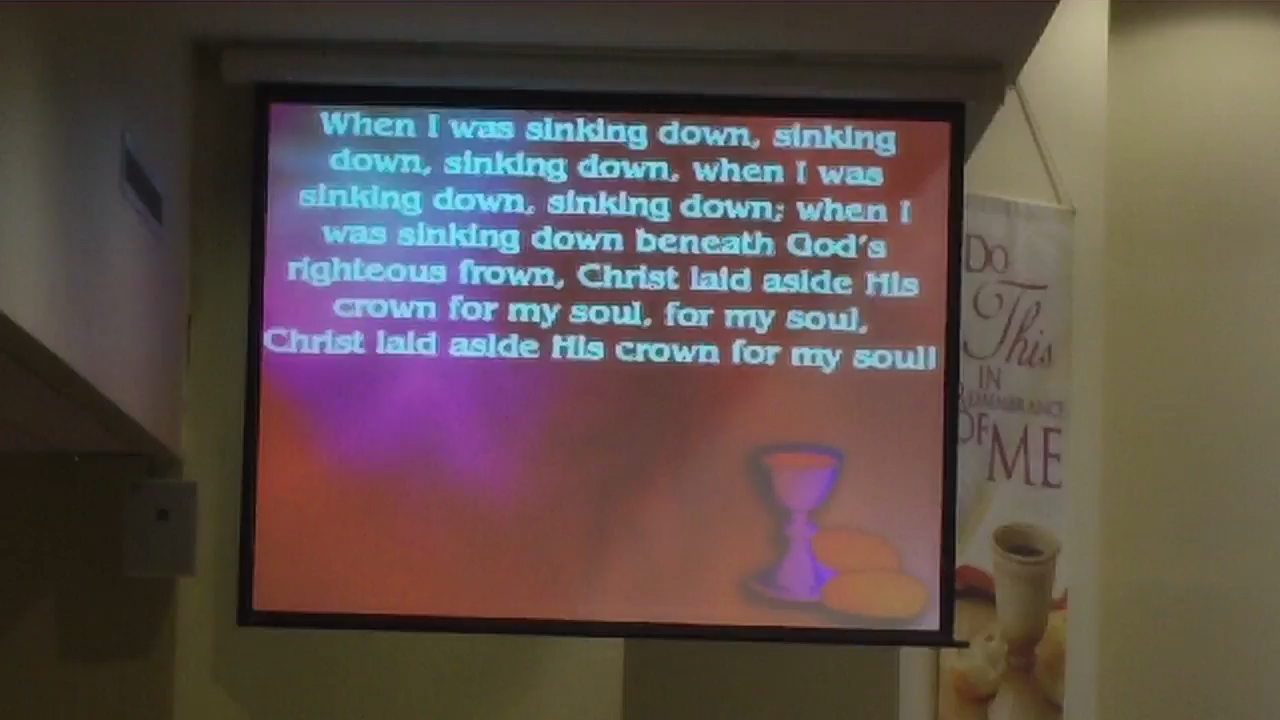 When I was sinking down, sinking
down, sinking down, when I was
sinking down, sinking down; when I
was sinking down beneath God's
righteous frown, Christ laid aside His
crown for my soul, for my soul,
Christ laid aside His crown for my soul!
DO
This
IN
REMEMBRANCE
OF ME